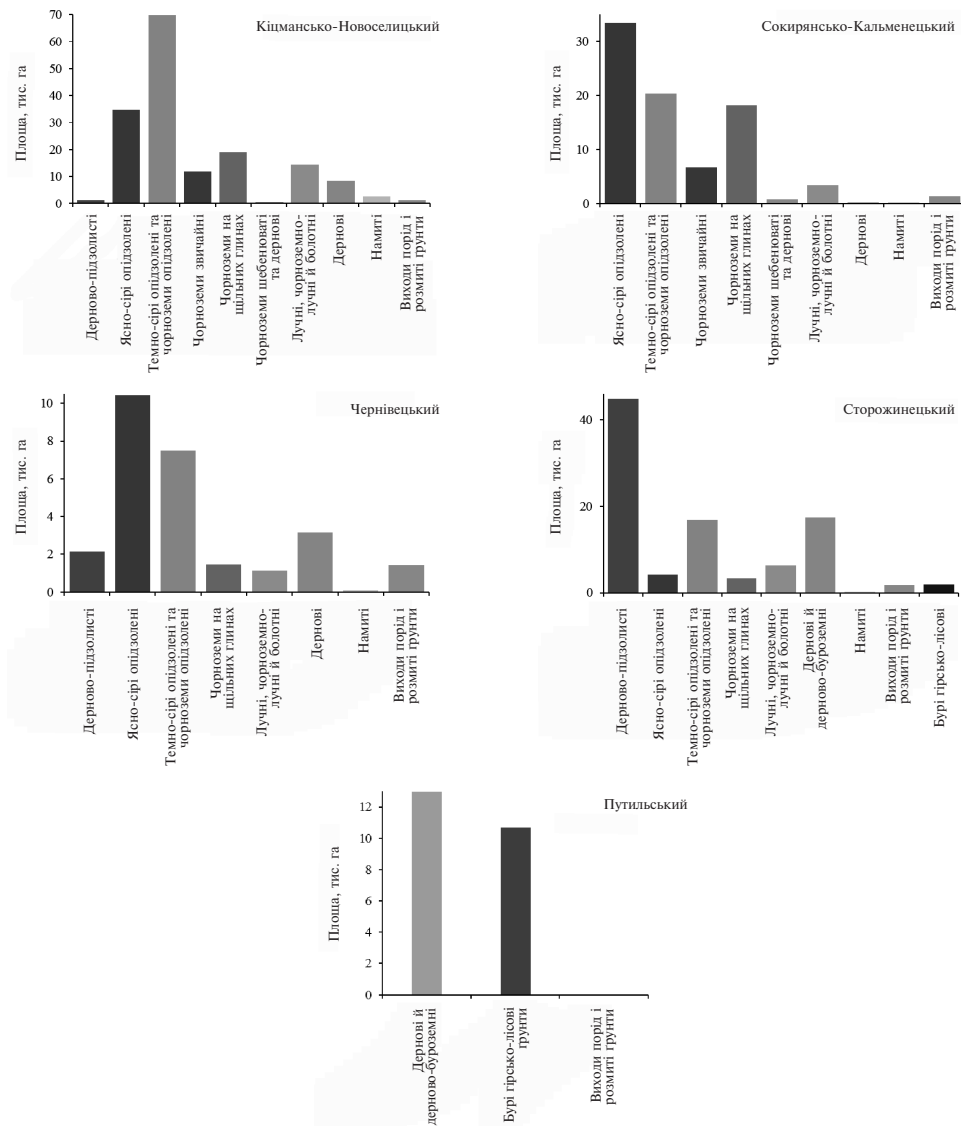 Кіцмансько-Новоселицький
Площа, тис. га
70
60
50
40
30
20
10
0
Дерново-підзолисті
Ясно-сірі опідзолені
Темно-сірі опідзолені та
чорноземи опідзолені
Чорноземи звичайні
Чорноземи на
щільних глинах
Чорноземи щебенюваті
та дернові
Лучні, чорноземно-
лучні й болотні
Дернові
Намиті
Виходи порід і
розмиті ґрунти
Сокирянсько-Кальменецький
Площа, тис. га
30
20
10
0
Ясно-сірі опідзолені
Темно-сірі опідзолені та
чорноземи опідзолені
Чорноземи звичайні
Чорноземи на
щільних глинах
Чорноземи щебенюваті
та дернові
Лучні, чорноземно-
лучні й болотні
Дернові
Намиті
Виходи порід і
розмиті ґрунти
Чернівецький
Площа, тис. га
10
8
6
4
2
0
Дерново-підзолисті
Ясно-сірі опідзолені
Темно-сірі опідзолені та
чорноземи опідзолені
Чорноземи на
щільних глинах
Лучні, чорноземно-
лучні й болотні
Дернові
Намиті
Виходи порід і
розмиті ґрунти
Сторожинецький
Площа, тис. га
40
20
0
Дерново-підзолисті
Ясно-сірі опідзолені
Темно-сірі опідзолені та
чорноземи опідзолені
Чорноземи на
щільних глинах
Лучні, чорноземно-
лучні й болотні
Дернові й
дерново-буроземні
Намиті
Виходи порід і
розмиті ґрунти
Бурі гірсько-лісові
Путильський
Площа, тис. га
12
10
8
6
4
2
0
Дернові й
дерново-буроземні
Бурі гірсько-лісові
ґрунти
Виходи порід і
розмиті ґрунти